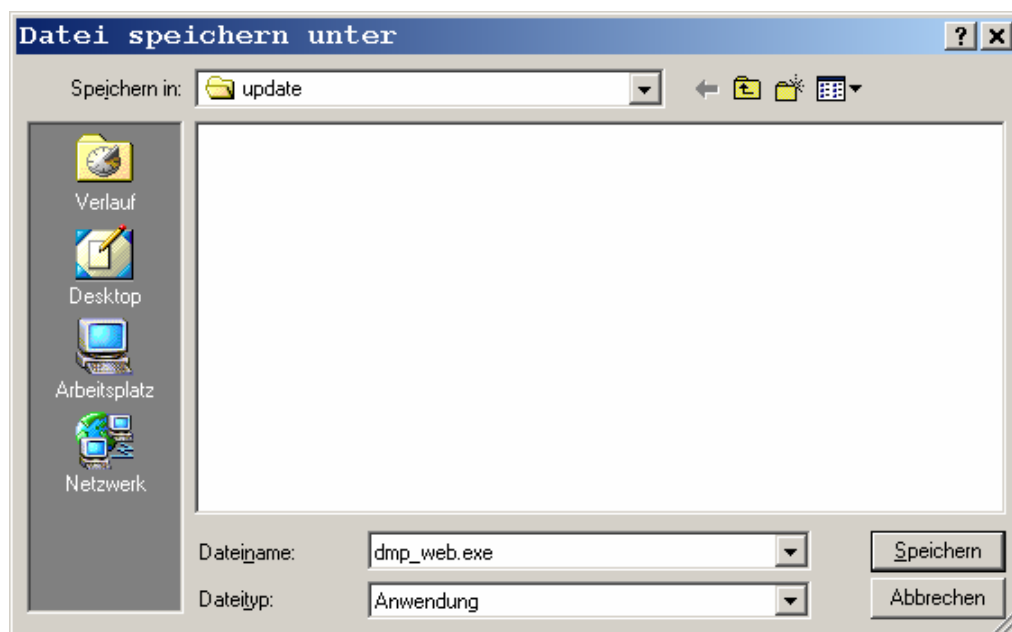 Datei speichern unter
Speichern in: update
Verlauf
Desktop
Arbeitsplatz
Netzwerk
Dateiname: dmp_web.exe Speichern
Dateityp: Anwendung Abbrechen